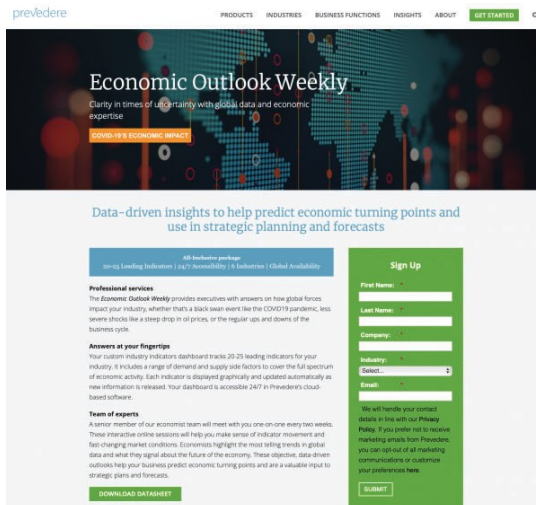 prevedere
PRODUCTS INDUSTRIES BUSINESS FUNCTIONS INSIGHTS ABOUT GET STARTED
Economic Outlook Weekly
Clarity in times of uncertainty with global data and economic
expertise
COVID-19'S ECONOMIC IMPACT
Data-driven insights to help predict economic turning points and
use in strategic planning and forecasts
All-Inclusive package
20-25 Leading Indicators | 24/7 Accessibility | 6 Industries | Global Availability
Professional services
The Economic Outlook Weekly provides executives with answers on how global forces
impact your industry, whether that's a black swan event like the COVID19 pandemic, less
severe shocks like a steep drop in oil prices, or the regular ups and downs of the
business cycle.
Answers at your fingertips
Your custom industry indicators dashboard tracks 20-25 leading indicators for your
industry. It includes a range of demand and supply side factors to cover the full spectrum
of economic activity. Each indicator is displayed graphically and updated automatically as
new information is released. Your dashboard is accessible 24/7 in Prevedere's cloud-
based software.
Team of experts
A senior member of our economist team will meet with you one-on-one every two weeks.
These interactive online sessions will help you make sense of indicator movement and
fast-changing market conditions. Economists highlight the most telling trends in global
data and what they signal about the future of the economy. These objective, data-driven
outlooks help your business predict economic turning points and are a valuable input to
strategic plans and forecasts.
DOWNLOAD DATASHEET
Sign Up
First Name: *
Last Name: *
Company: *
Industry: *
Select...
Email: *
We will handle your contact
details in line with our Privacy
Policy. If you prefer not to receive
marketing emails from Prevedere,
you can opt-out of all marketing
communications or customize
your preferences here.
SUBMIT